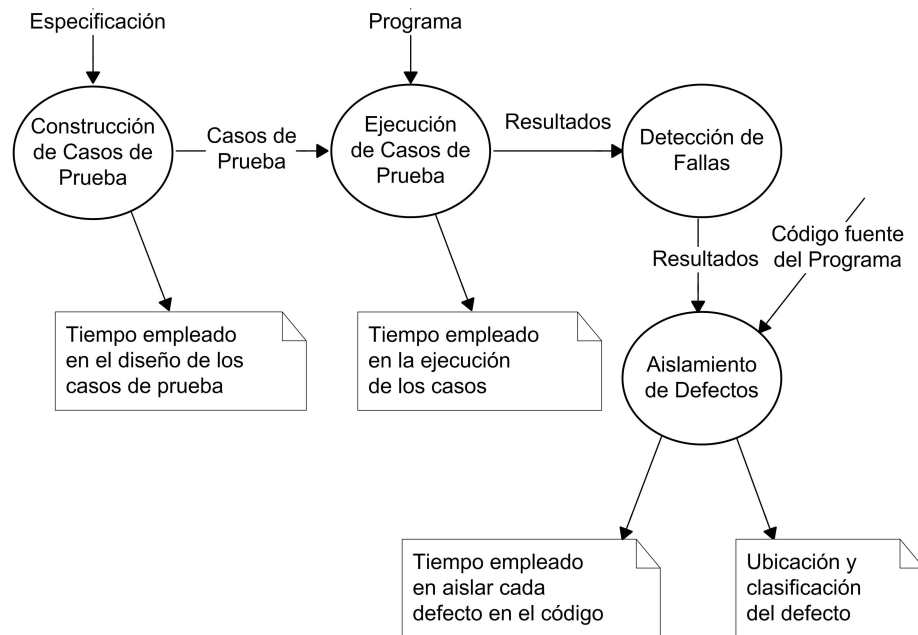 Especificación
Programa
Construcción
de Casos de
Prueba
Casos de
Prueba
Ejecución
de Casos de
Prueba
Resultados
Detección de
Fallas
Resultados
Código fuente
del Programa
Tiempo empleado
en el diseño de los
casos de prueba
Tiempo empleado
en la ejecución
de los casos
Aislamiento
de Defectos
Tiempo empleado
en aislar cada
defecto en el código
Ubicación y
clasificación
del defecto